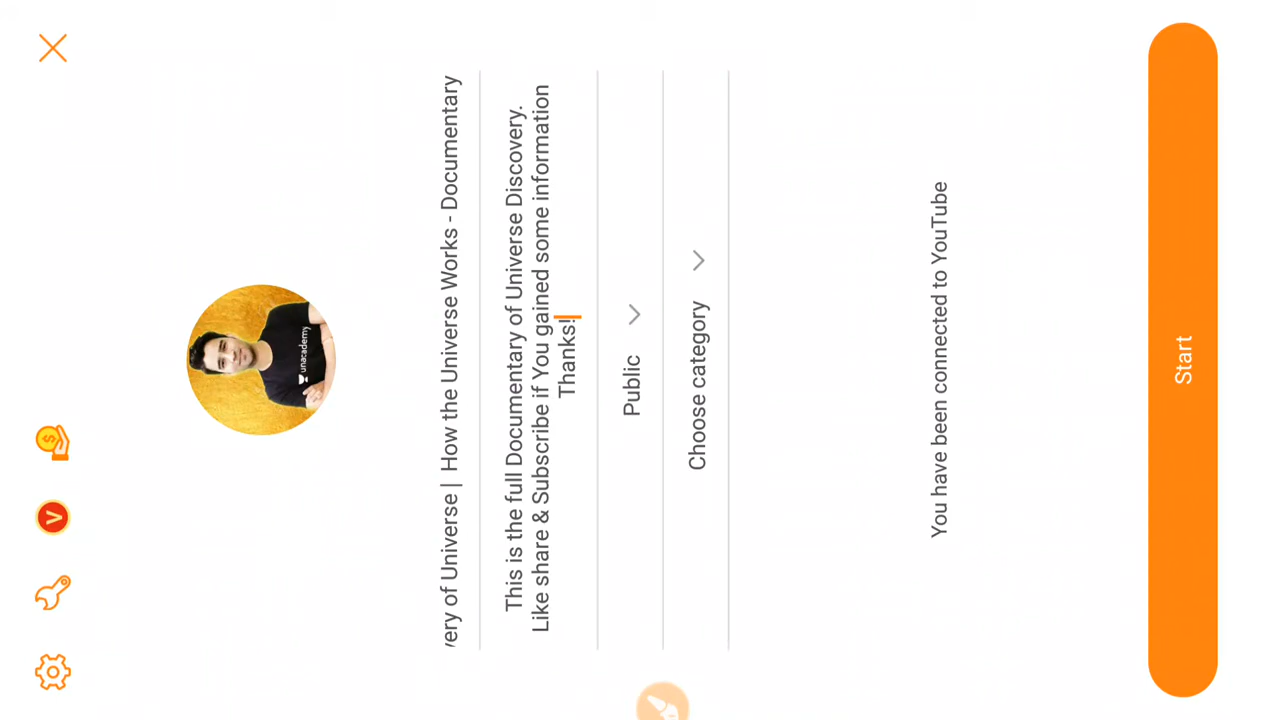 unacademy
very of Universe | How the Universe Works - Documentary
This is the full Documentary of Universe Discovery.
Like share & Subscribe if You gained some information
Thanks!
Public
Choose category
You have been connected to YouTube
Start